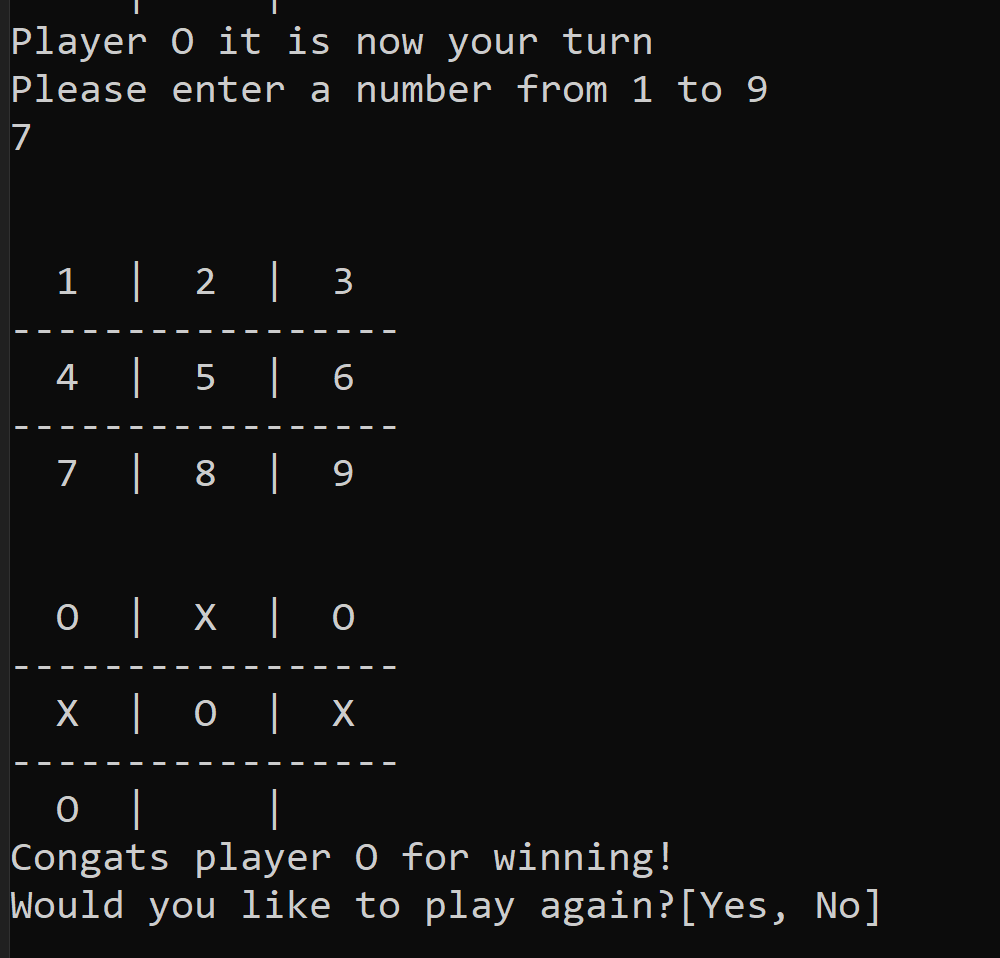 Player O it is now your turn
Please enter a number from 1 to 9
7
1 | 2 | 3
-----------------
4 | 5 | 6
-----------------
7 | 8 | 9
O | X | O
-----------------
X | O | X
-----------------
O |   |
Congats player O for winning!
Would you like to play again?[Yes, No]